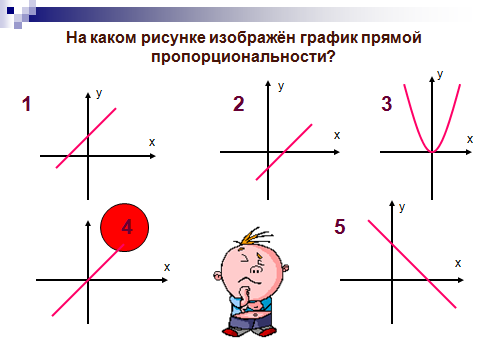 На каком рисунке изображён график прямой
пропорциональности?
1
y
x
2
y
x
3
y
x
4
y
x
5
y
x